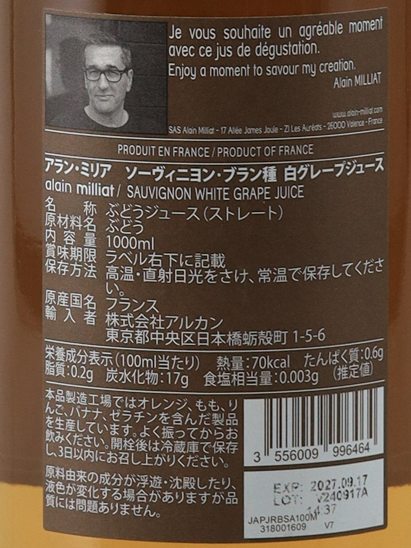 Je vous souhaite un agréable moment
avec ce jus de dégustation.
Enjoy a moment to savour my creation.
Alain MILLIAT
www.alain-milliat.com
SAS Alain Milliat - 17 Allée James Joule - ZI Les Auréats - 26000 Valence - France
PRODUIT EN FRANCE / PRODUCT OF FRANCE
アラン・ミリア ソーヴィニヨン・ブラン種 白グレープジュース
alain milliat / SAUVIGNON WHITE GRAPE JUICE
名称 ぶどうジュース（ストレート）
原材料名 ぶどう
内容量 1000ml
賞味期限 ラベル右下に記載
保存方法 高温・直射日光をさけ、常温で保存してくださ
い。
原産国名 フランス
輸入者 株式会社アルカン
東京都中央区日本橋蛎殻町 1-5-6
栄養成分表示（100ml当たり） 熱量：70kcal たんぱく質：0.6g
脂質：0.2g 炭水化物：17g 食塩相当量：0.003g （推定値）
本品製造工場ではオレンジ、もも、り
んご、バナナ、ゼラチンを含んだ製品
を生産しています。よく振ってからお
飲みください。開栓後は冷蔵庫で保存
し、3日以内にお召し上がりください。
原料由来の成分が浮遊・沈殿したり、
液色が変化する場合がありますが品
質に問題ありません。
3 556009 996464
EXP: 2027.09.17
LOT: V240917A
14:37
JAPJRBSA100M
318001609 V7